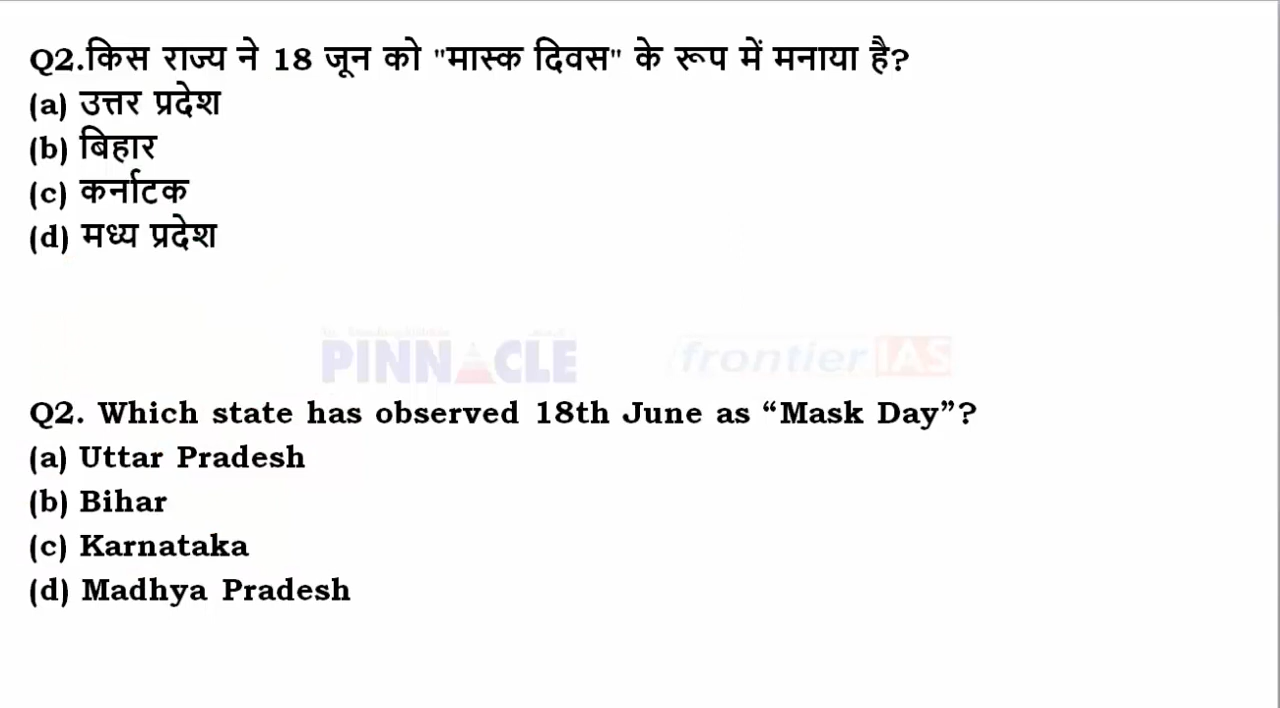 Q2.किस राज्य ने 18 जून को "मास्क दिवस" के रूप में मनाया है?
(a) उत्तर प्रदेश
(b) बिहार
(c) कर्नाटक
(d) मध्य प्रदेश
PINNACLE frontier IAS
Q2. Which state has observed 18th June as “Mask Day”?
(a) Uttar Pradesh
(b) Bihar
(c) Karnataka
(d) Madhya Pradesh